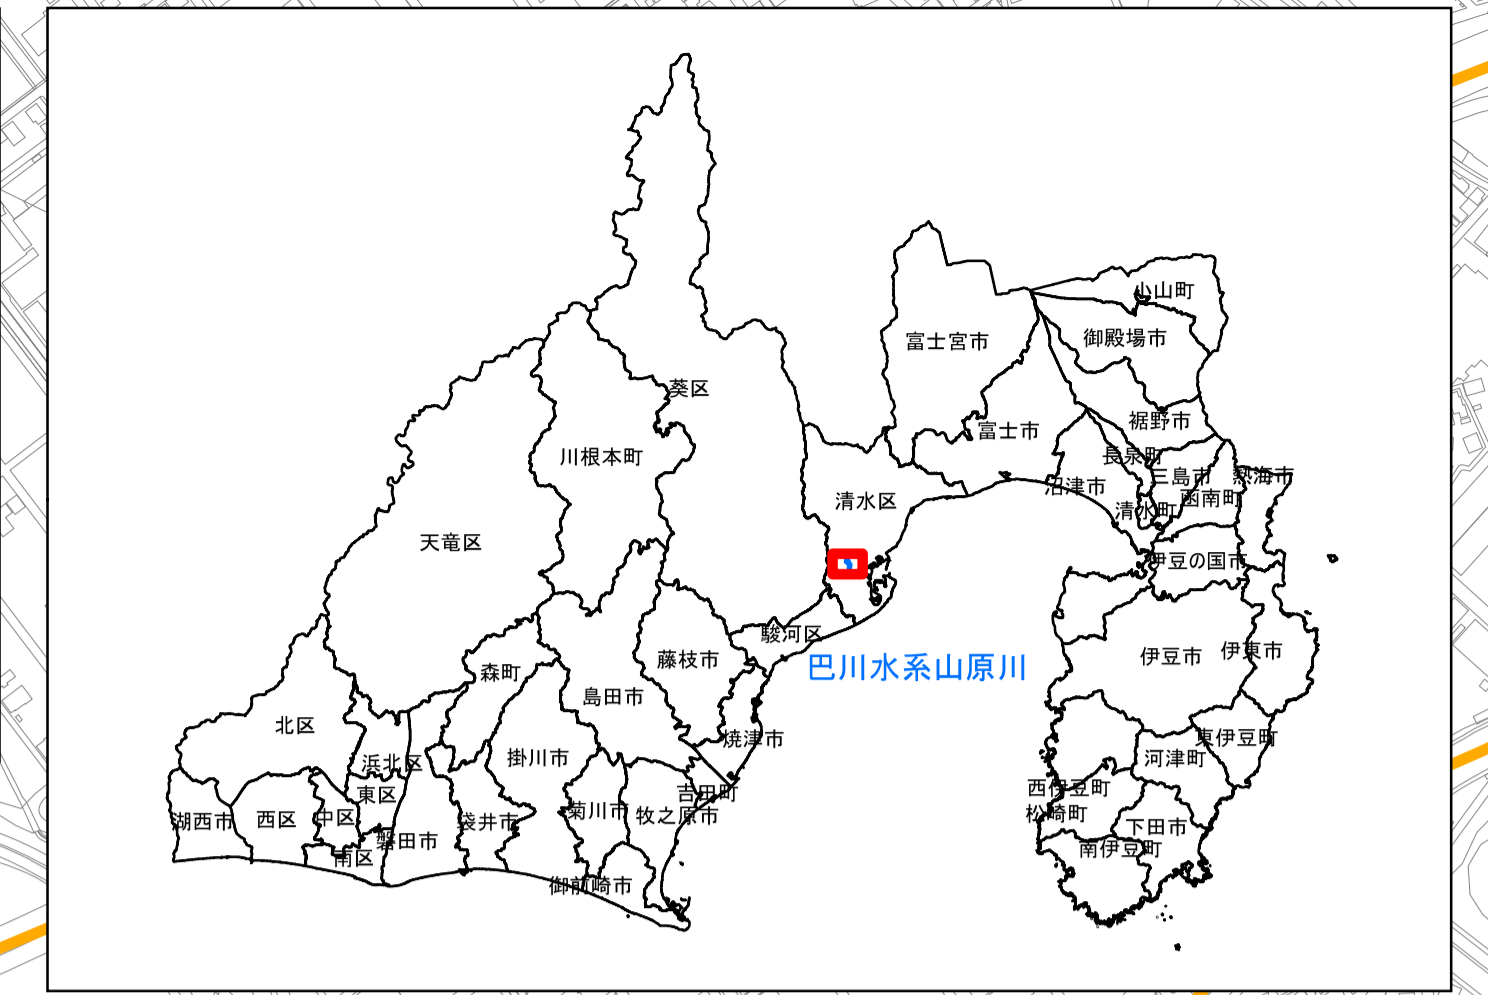 小山町
御殿場市
富士宮市
葵区
裾野市
富士市
長泉町
川根本町
三島市
熱海市
沼津市
函南町
清水区
清水町
天竜区
伊豆の国市
駿河区
伊東市
伊豆市
藤枝市
巴川水系山原川
森町
島田市
北区
焼津市
東伊豆町
掛川市
河津町
浜北区
西伊豆町
吉田町
東区
菊川市
松崎町
牧之原市
中区
西区
湖西市
袋井市
下田市
磐田市
南伊豆町
南区
御前崎市